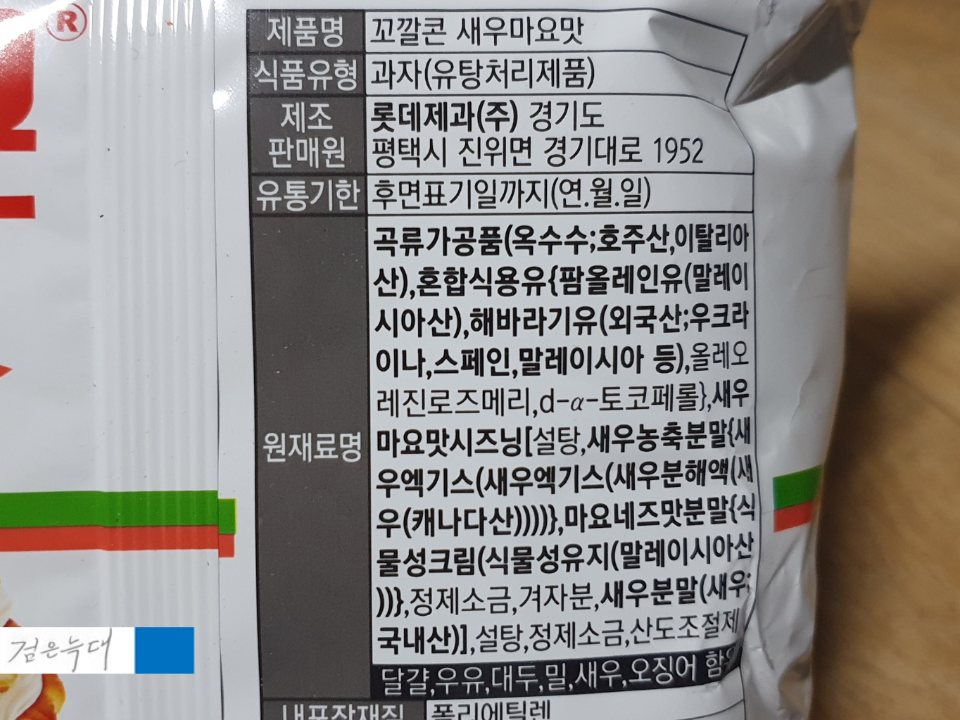 ®
제품명 꼬깔콘 새우마요맛
식품유형 과자(유탕처리제품)
제조 판매원 롯데제과(주) 경기도
평택시 진위면 경기대로 1952
유통기한 후면표기일까지(연.월.일)
원재료명
곡류가공품(옥수수;호주산,이탈리아
산),혼합식용유{팜올레인유(말레이
시아산),해바라기유(외국산;우크라
이나,스페인,말레이시아 등),올레오
레진로즈메리,d-α-토코페롤},새우
마요맛시즈닝[설탕,새우농축분말{새
우엑기스(새우엑기스(새우분해액(새
우(캐나다산))))},마요네즈맛분말{식
물성크림(식물성유지(말레이시아산
))},정제소금,겨자분,새우분말(새우;
국내산)],설탕,정제소금,산도조절제
달걀,우유,대두,밀,새우,오징어 함유
내포장재질 폴리에틸렌
검은늑대